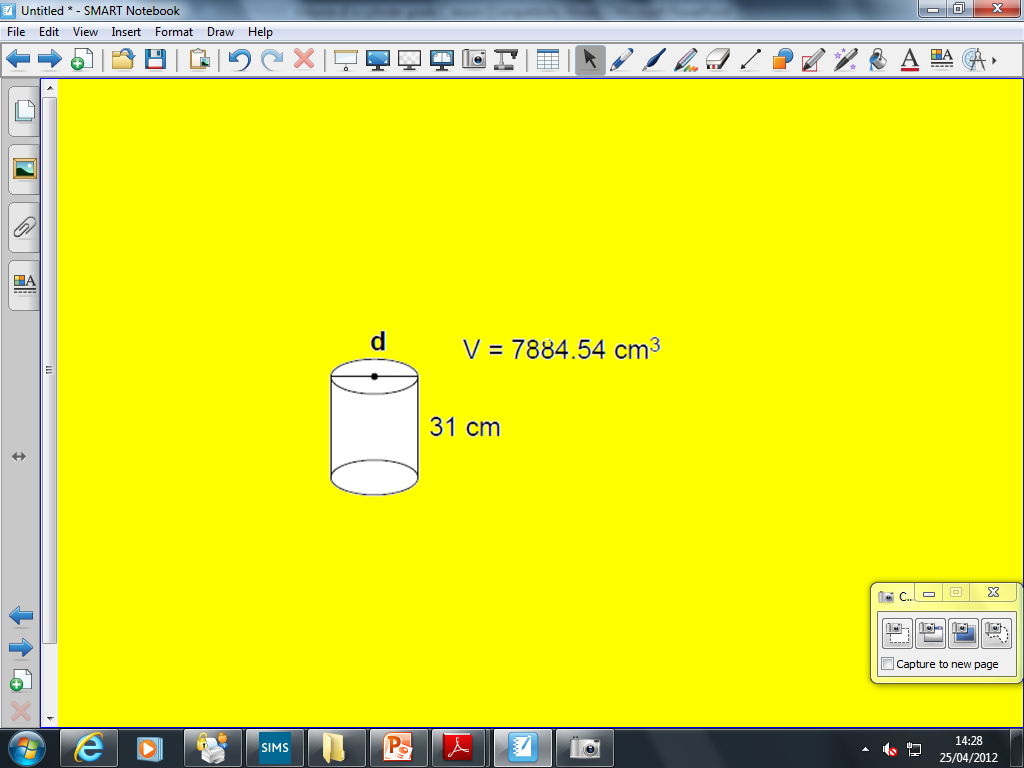 Untitled * - SMART Notebook
File Edit View Insert Format Draw Help
d
V = 7884.54 cm³
31 cm
C...
Capture to new page
SIMS
14:28
25/04/2012